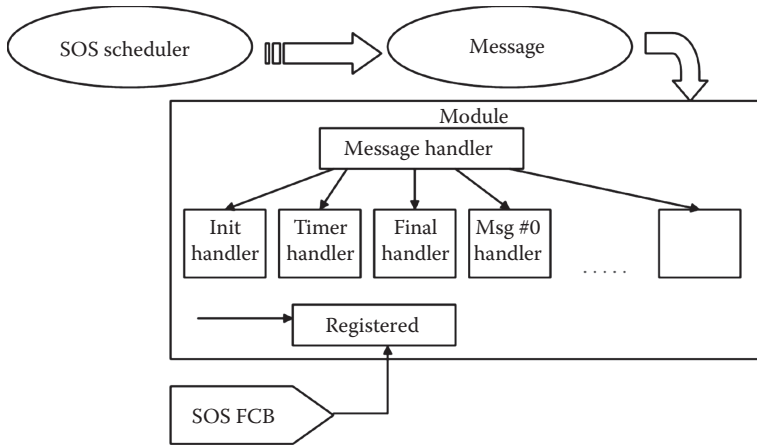 SOS scheduler
Message
Module
Message handler
Init
handler
Timer
handler
Final
handler
Msg #0
handler
.....
Registered
SOS FCB